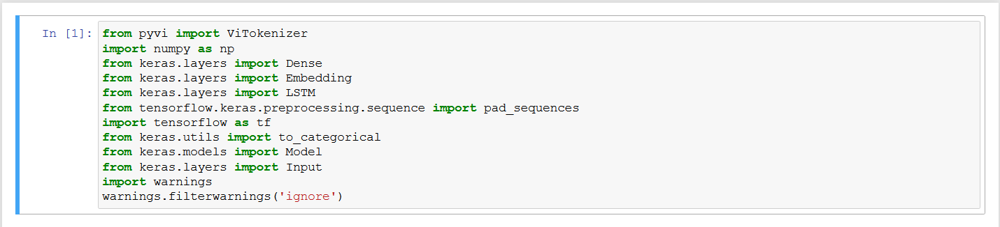 In [1]: from pyvi import ViTokenizer
import numpy as np
from keras.layers import Dense
from keras.layers import Embedding
from keras.layers import LSTM
from tensorflow.keras.preprocessing.sequence import pad_sequences
import tensorflow as tf
from keras.utils import to_categorical
from keras.models import Model
from keras.layers import Input
import warnings
warnings.filterwarnings('ignore')